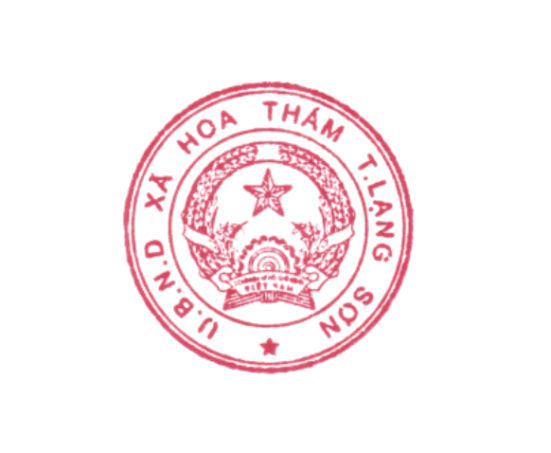 U.B.N.D XÃ HOA THÁM T.LẠNG SƠN
VIỆT NAM